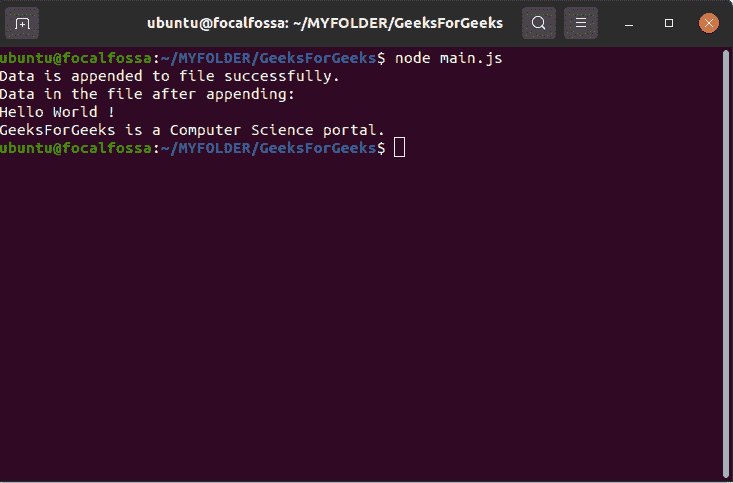 ubuntu@focalfossa: ~/MYFOLDER/GeeksForGeeks
ubuntu@focalfossa:~/MYFOLDER/GeeksForGeeks$ node main.js
Data is appended to file successfully.
Data in the file after appending:
Hello World !
GeeksForGeeks is a Computer Science portal.
ubuntu@focalfossa:~/MYFOLDER/GeeksForGeeks$